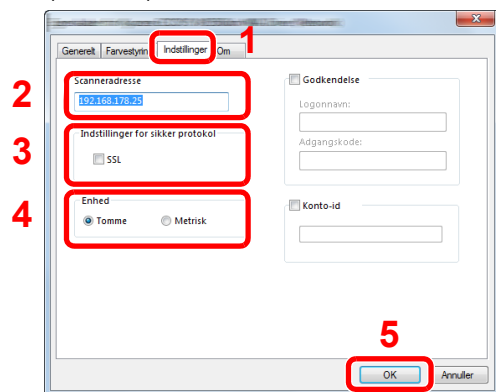 Generelt Farvestyrin Indstillinger Om 1
2 Scanneradresse
192.168.178.25
3 Indstillinger for sikker protokol
SSL
4 Enhed
Tomme Metrisk
Godkendelse
Logonnavn:
Adgangskode:
Konto-id
5
OK Annuller